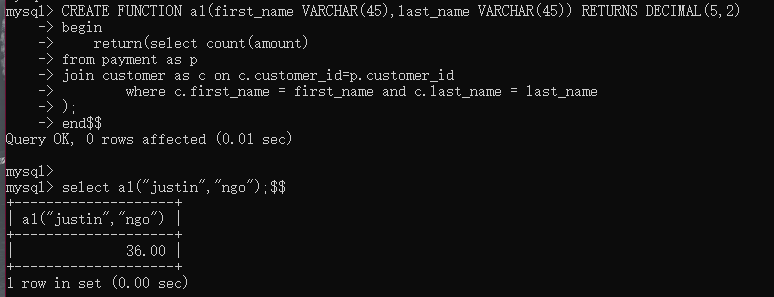 mysql> CREATE FUNCTION a1(first_name VARCHAR(45),last_name VARCHAR(45)) RETURNS DECIMAL(5,2)
    -> begin
    ->     return(select count(amount)
    -> from payment as p
    -> join customer as c on c.customer_id=p.customer_id
    ->         where c.first_name = first_name and c.last_name = last_name
    -> );
    -> end$$
Query OK, 0 rows affected (0.01 sec)
mysql>
mysql> select a1("justin","ngo");$$
+--------------------+
| a1("justin","ngo") |
+--------------------+
|              36.00 |
+--------------------+
1 row in set (0.00 sec)